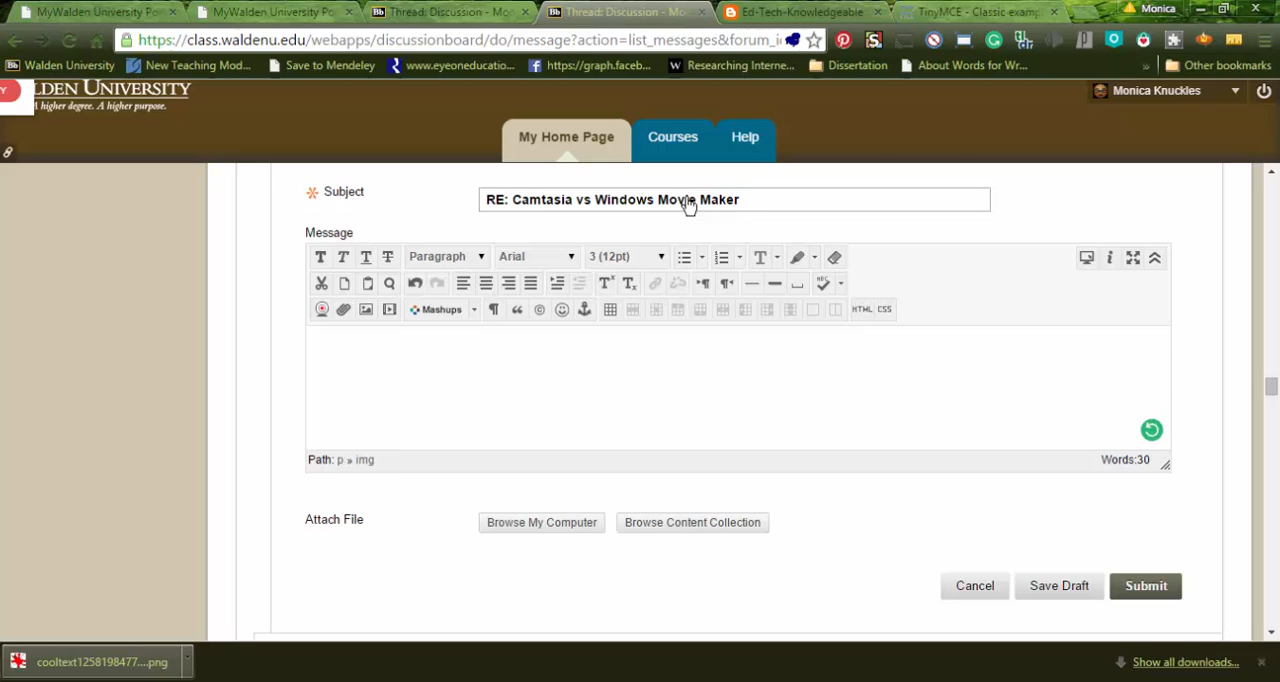 MyWalden University Po
MyWalden University Po
Thread: Discussion - Mo
Thread: Discussion - Mo
Ed-Tech-Knowledgeable
TinyMCE - Classic examp
Monica
https://class.waldenu.edu/webapps/discussionboard/do/message?action=list_messages&forum_i
Walden University
New Teaching Mod...
Save to Mendeley
www.eyeoneducatio...
https://graph.faceb...
Researching Interne...
Dissertation
About Words for Wr...
»
Other bookmarks
LDEN UNIVERSITY
A higher degree. A higher purpose.
Monica Knuckles
My Home Page
Courses
Help
Subject
RE: Camtasia vs Windows Movie Maker
Message
Paragraph
Arial
3 (12pt)
Mashups
HTML
CSS
Path: p » img
Words:30
Attach File
Browse My Computer
Browse Content Collection
Cancel
Save Draft
Submit
cooltext1258198477....png
Show all downloads...